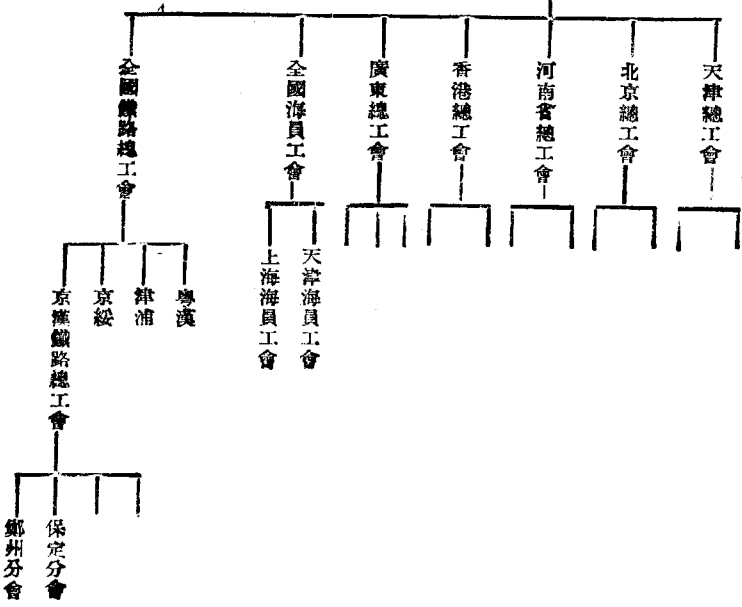 天津總工會
北京總工會
河南省總工會
香港總工會
廣東總工會
全國海員工會
全國鐵路總工會
天津海員工會
上海海員工會
粵漢
津浦
京綏
京漢鐵路總工會
保定分會
鄭州分會